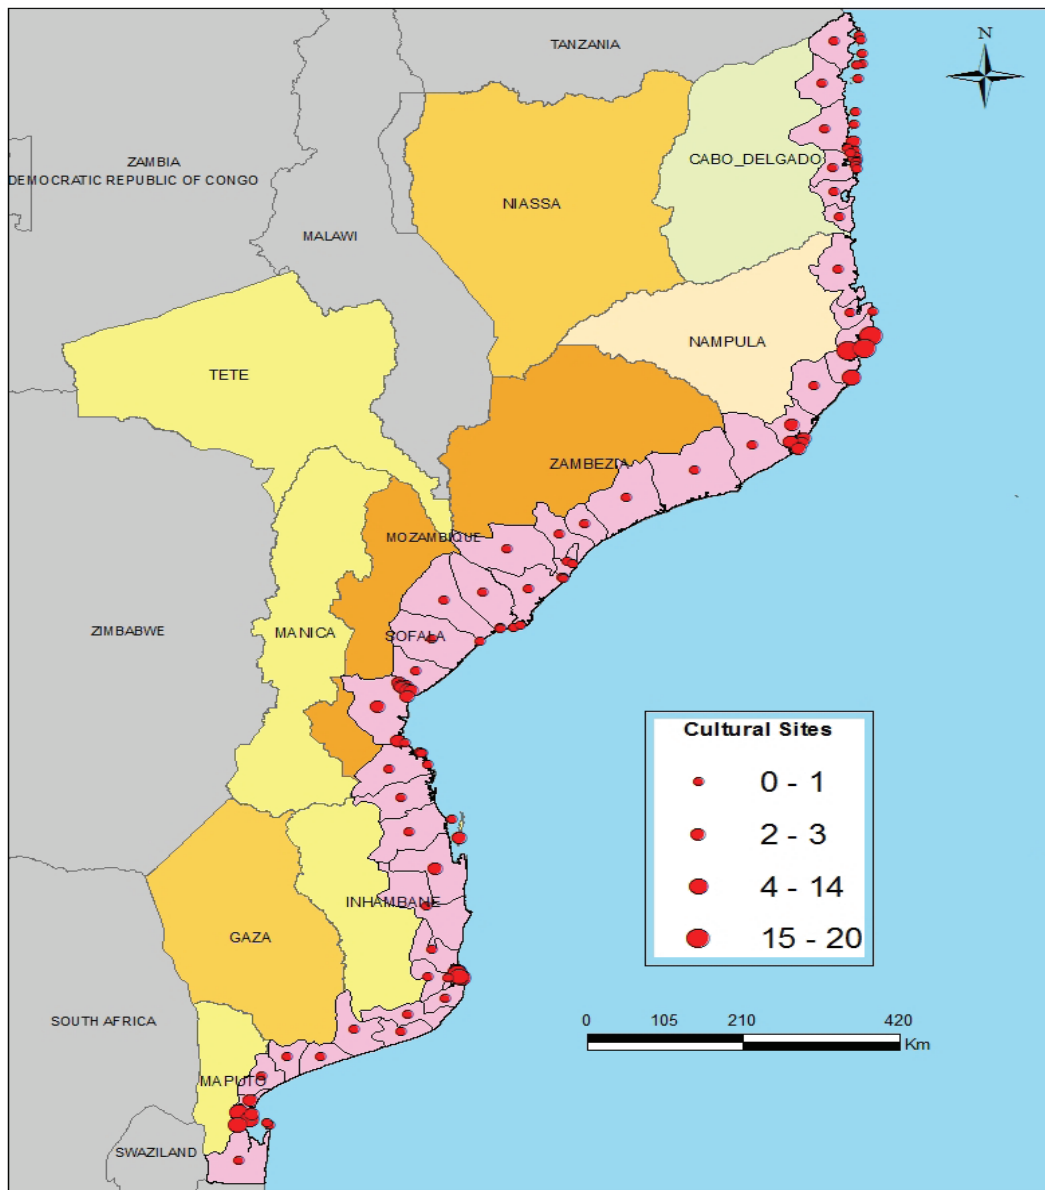 TANZANIA
N
ZAMBIA
DEMOCRATIC REPUBLIC OF CONGO
CABO_DELGADO
NIASSA
MALAWI
NAMPULA
TETE
ZAMBEZIA
MOZAMBIQUE
ZIMBABWE
MANICA
SOFALA
Cultural Sites
0 - 1
2 - 3
4 - 14
15 - 20
INHAMBANE
GAZA
SOUTH AFRICA
0 105 210 420
Km
MAPUTO
SWAZILAND